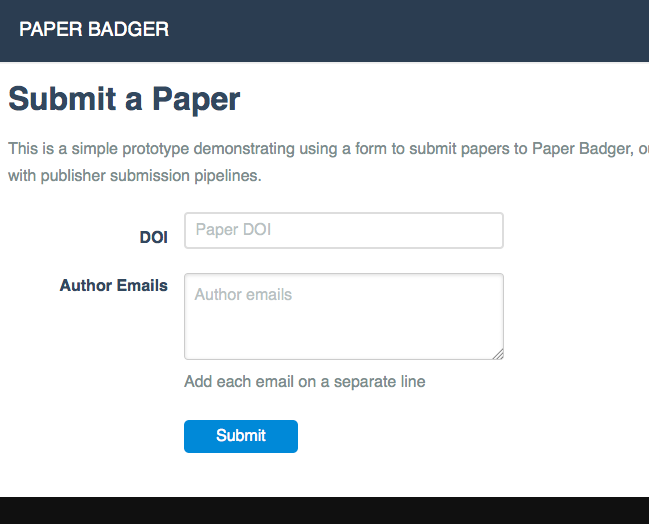 PAPER BADGER
Submit a Paper
This is a simple prototype demonstrating using a form to submit papers to Paper Badger,
with publisher submission pipelines.
DOI
Paper DOI
Author Emails
Author emails
Add each email on a separate line
Submit